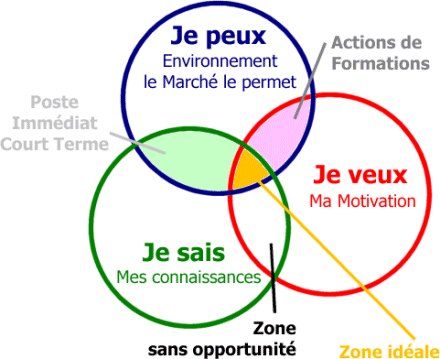 Je peux
Environnement
le Marché le permet
Actions de
Formations
Poste
Immédiat
Court Terme
Je veux
Ma Motivation
Je sais
Mes connaissances
Zone
sans opportunité
Zone idéale